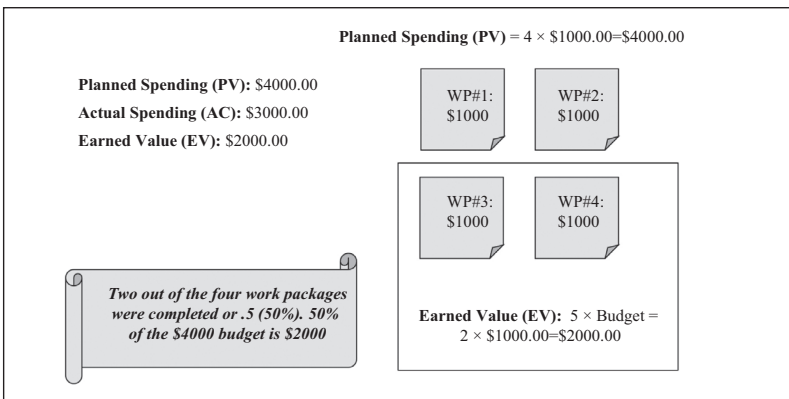 Planned Spending (PV) = 4 × $1000.00=$4000.00
Planned Spending (PV): $4000.00
Actual Spending (AC): $3000.00
Earned Value (EV): $2000.00
WP#1:
$1000
WP#2:
$1000
WP#3:
$1000
WP#4:
$1000
Two out of the four work packages
were completed or .5 (50%). 50%
of the $4000 budget is $2000
Earned Value (EV): 5 × Budget =
2 × $1000.00=$2000.00